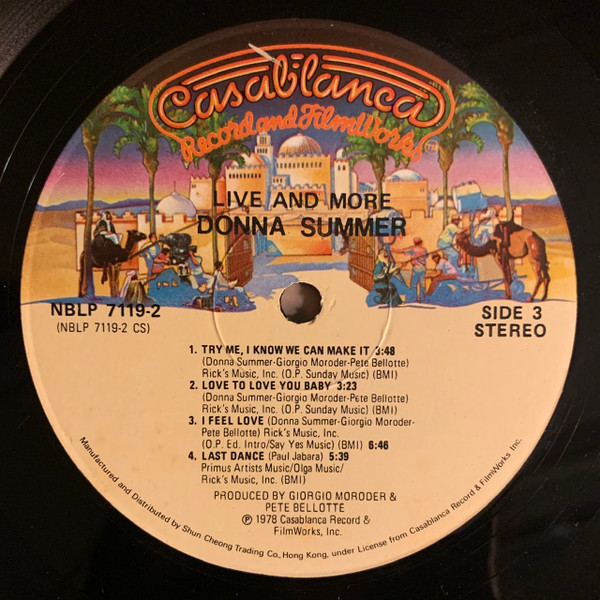 Casablanca
Record and FilmWorks
LIVE AND MORE
DONNA SUMMER
NBLP 7119-2
(NBLP 7119-2 CS)
SIDE 3
STEREO
1. TRY ME, I KNOW WE CAN MAKE IT 3:48
(Donna Summer-Giorgio Moroder-Pete Bellotte)
Rick's Music, Inc. (O.P. Sunday Music) (BMI)
2. LOVE TO LOVE YOU BABY 3:23
(Donna Summer-Giorgio Moroder-Pete Bellotte)
Rick's Music, Inc. (O.P. Sunday Music) (BMI)
3. I FEEL LOVE (Donna Summer-Giorgio Moroder-
Pete Bellotte) Rick's Music, Inc.
(O.P. Ed. Intro/Say Yes Music) (BMI) 6:46
4. LAST DANCE (Paul Jabara) 5:39
Primus Artists Music/Olga Music/
Rick's Music, Inc. (BMI)
PRODUCED BY GIORGIO MORODER &
PETE BELLOTTE
℗ 1978 Casablanca Record &
FilmWorks, Inc.
Manufactured and Distributed by Shun Cheong Trading Co., Hong Kong, under License from Casablanca Record & FilmWorks Inc.